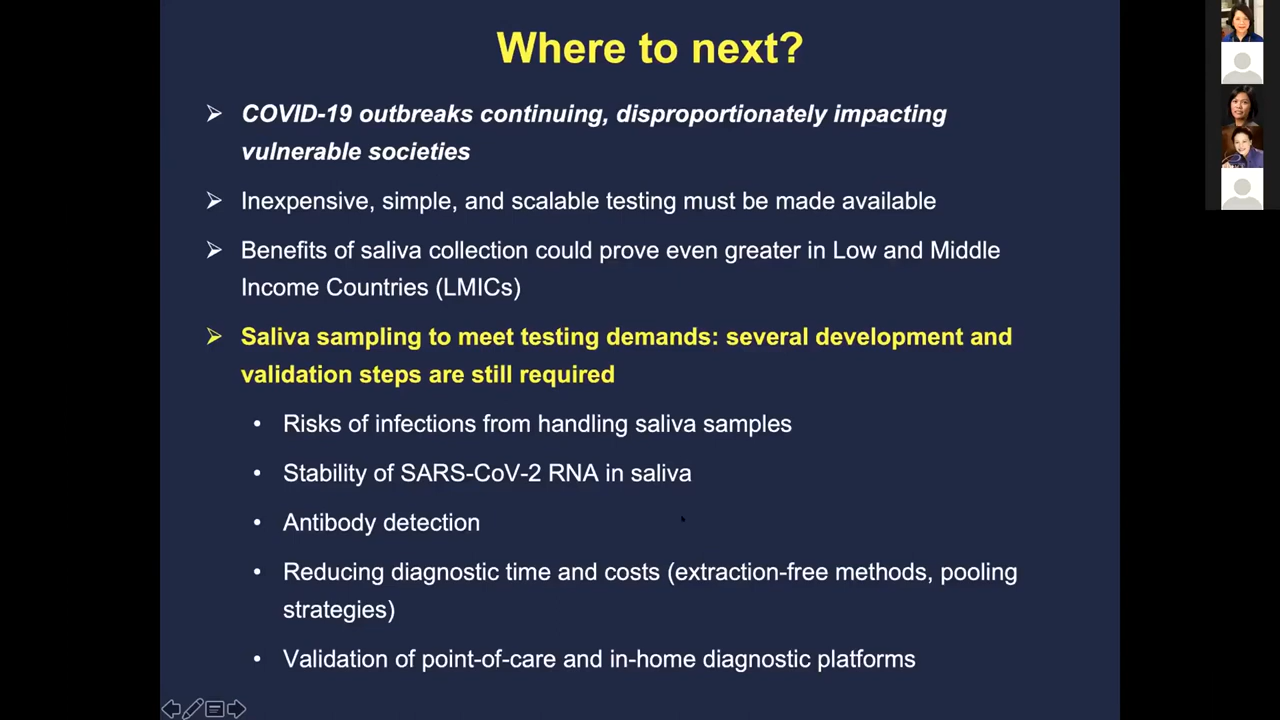 Where to next?
COVID-19 outbreaks continuing, disproportionately impacting
vulnerable societies
Inexpensive, simple, and scalable testing must be made available
Benefits of saliva collection could prove even greater in Low and Middle
Income Countries (LMICs)
Saliva sampling to meet testing demands: several development and
validation steps are still required
Risks of infections from handling saliva samples
Stability of SARS-CoV-2 RNA in saliva
Antibody detection
Reducing diagnostic time and costs (extraction-free methods, pooling
strategies)
Validation of point-of-care and in-home diagnostic platforms